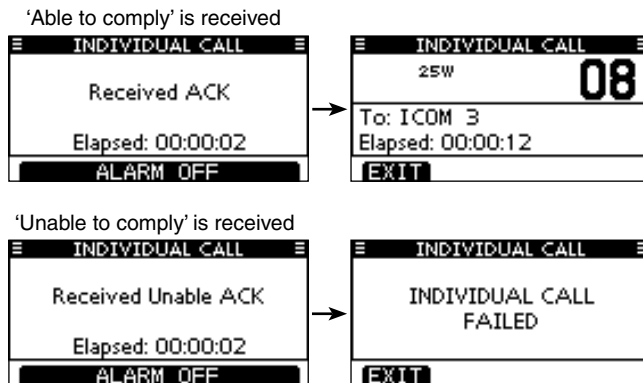 ‘Able to comply’ is received
INDIVIDUAL CALL
Received ACK
Elapsed: 00:00:02
ALARM OFF
INDIVIDUAL CALL
25W 08
To: ICOM 3
Elapsed: 00:00:12
EXIT
‘Unable to comply’ is received
INDIVIDUAL CALL
Received Unable ACK
Elapsed: 00:00:02
ALARM OFF
INDIVIDUAL CALL
INDIVIDUAL CALL
FAILED
EXIT